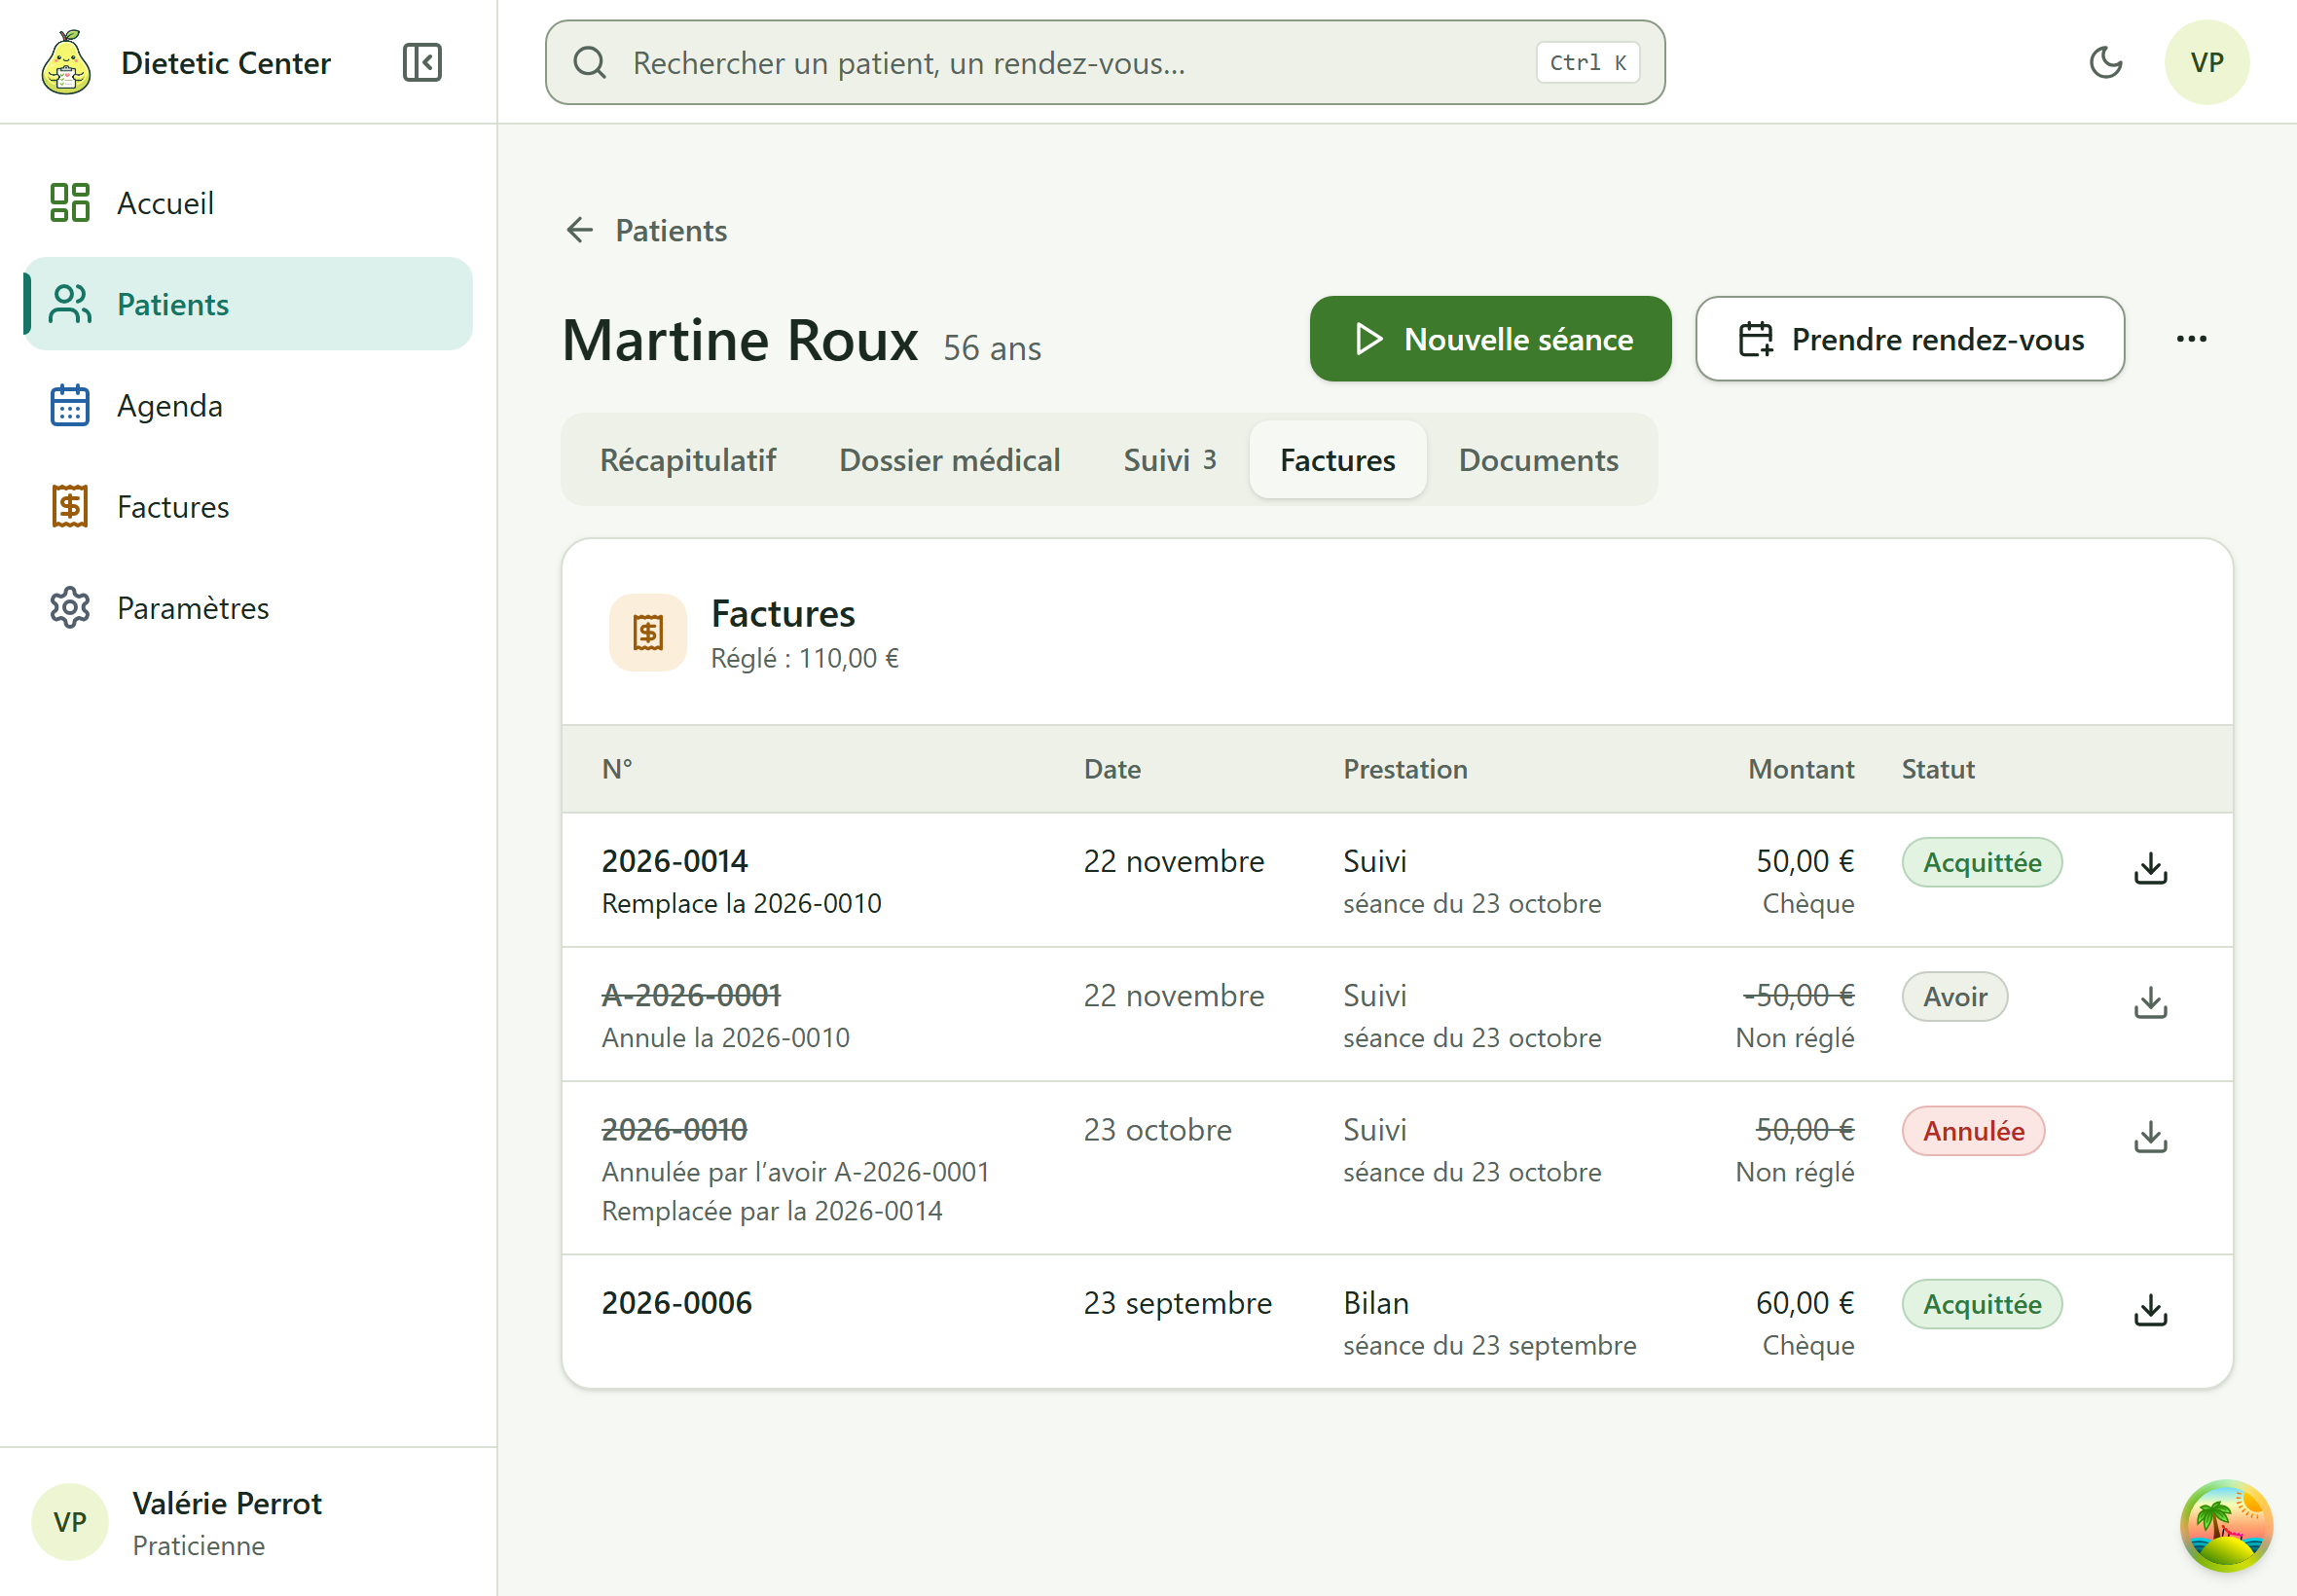 Dietetic Center
Rechercher un patient, un rendez-vous...
Ctrl K
VP
Accueil
Patients
Agenda
Factures
Paramètres
Patients
Martine Roux 56 ans
Nouvelle séance
Prendre rendez-vous
Récapitulatif
Dossier médical
Suivi 3
Factures
Documents
Factures
Réglé : 110,00 €
N° Date Prestation Montant Statut
2026-0014 22 novembre Suivi 50,00 € Acquittée
Remplace la 2026-0010 séance du 23 octobre Chèque
A-2026-0001 22 novembre Suivi -50,00 € Avoir
Annule la 2026-0010 séance du 23 octobre Non réglé
2026-0010 23 octobre Suivi 50,00 € Annulée
Annulée par l’avoir A-2026-0001 séance du 23 octobre Non réglé
Remplacée par la 2026-0014
2026-0006 23 septembre Bilan 60,00 € Acquittée
séance du 23 septembre Chèque
VP
Valérie Perrot
Praticienne